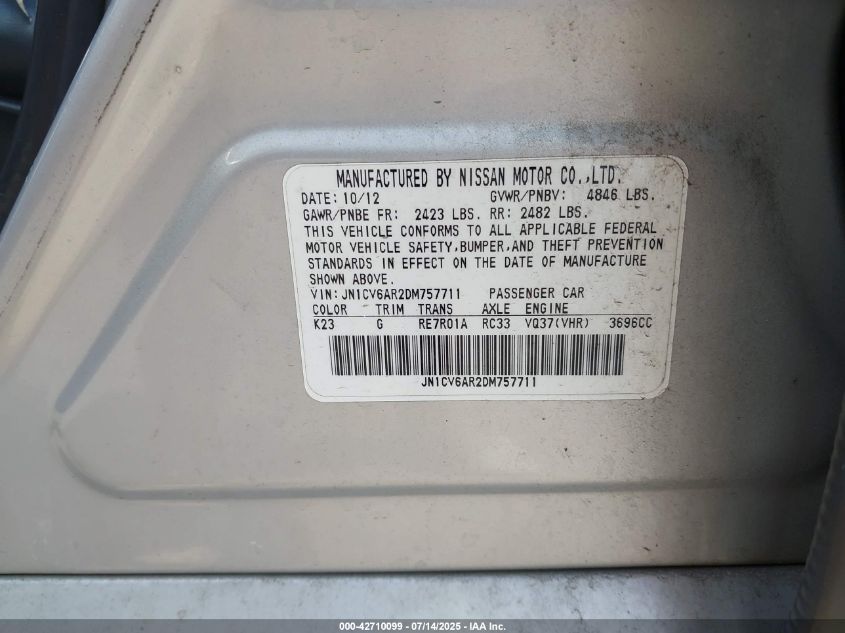 MANUFACTURED BY NISSAN MOTOR CO.,LTD.
DATE: 10/12 GVWR/PNBV: 4846 LBS.
GAWR/PNBE FR: 2423 LBS. RR: 2482 LBS.
THIS VEHICLE CONFORMS TO ALL APPLICABLE FEDERAL
MOTOR VEHICLE SAFETY,BUMPER,AND THEFT PREVENTION
STANDARDS IN EFFECT ON THE DATE OF MANUFACTURE
SHOWN ABOVE.
VIN: JN1CV6AR2DM757711 PASSENGER CAR
COLOR TRIM TRANS AXLE ENGINE
K23 G RE7R01A RC33 VQ37(VHR) 3696CC
JN1CV6AR2DM757711
000-42710099 - 07/14/2025 - IAA Inc.